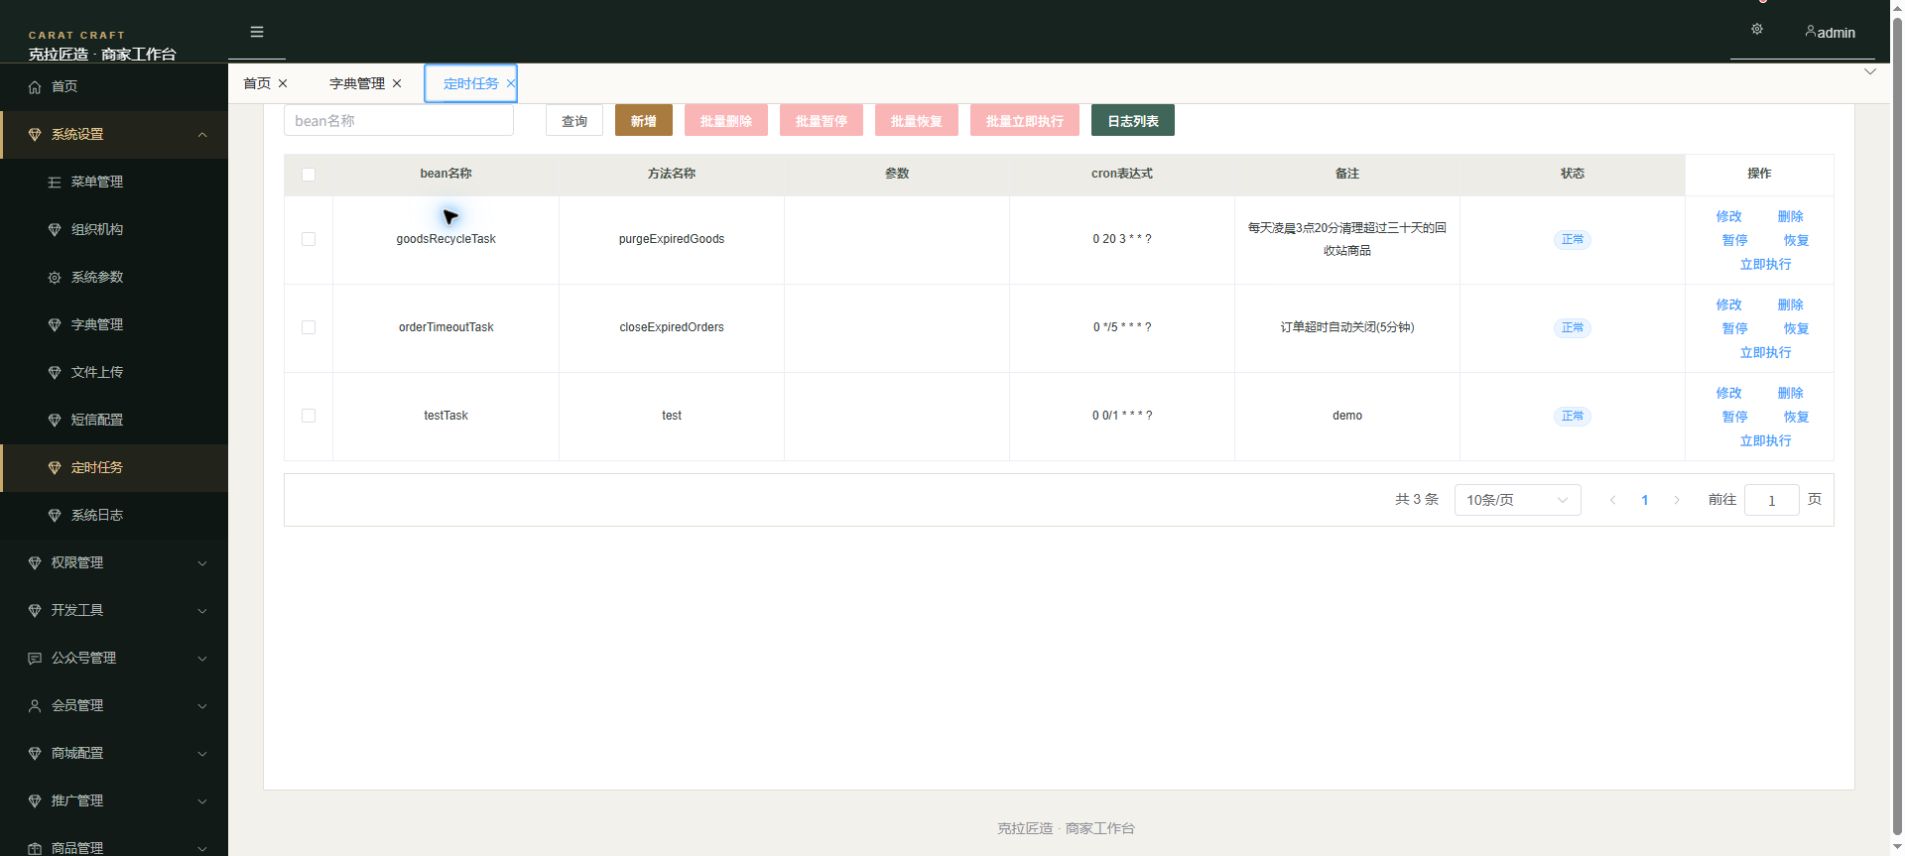 CARAT CRAFT
克拉匠造 · 商家工作台
admin
首页
系统设置
菜单管理
组织机构
系统参数
字典管理
文件上传
短信配置
定时任务
系统日志
权限管理
开发工具
公众号管理
会员管理
商城配置
推广管理
商品管理
首页 字典管理 定时任务
bean名称 查询 新增 批量删除 批量暂停 批量恢复 批量立即执行 日志列表
bean名称 方法名称 参数 cron表达式 备注 状态 操作
goodsRecycleTask purgeExpiredGoods 0 20 3 * * ? 每天凌晨3点20分清理超过三十天的回
收站商品 正常
修改 删除
暂停 恢复
立即执行
orderTimeoutTask closeExpiredOrders 0 */5 * * * ? 订单超时自动关闭(5分钟) 正常
修改 删除
暂停 恢复
立即执行
testTask test 0 0/1 * * * ? demo 正常
修改 删除
暂停 恢复
立即执行
共 3 条 10条/页 1 前往 1 页
克拉匠造 · 商家工作台